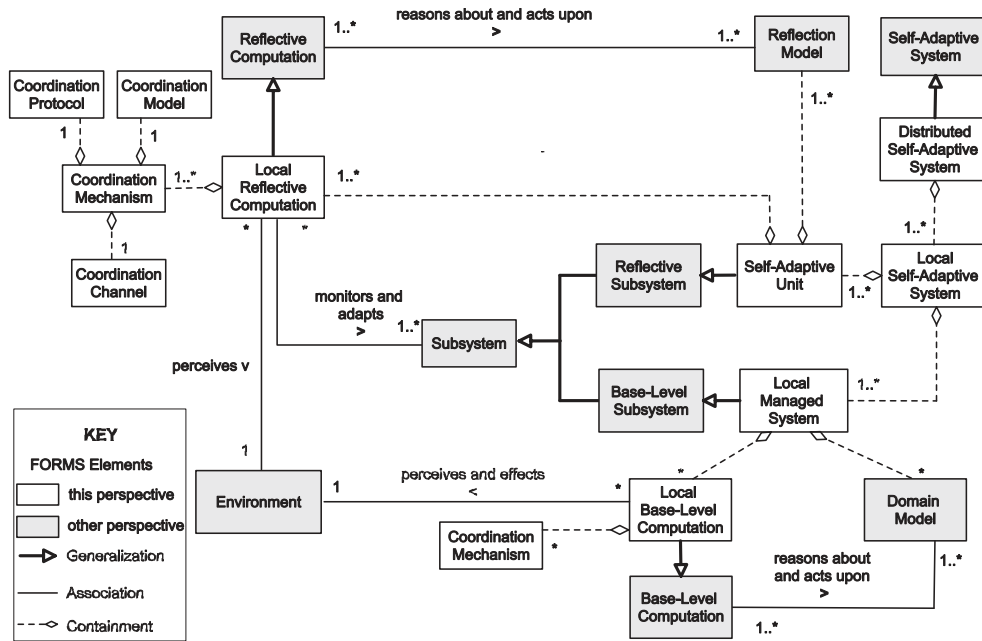 reasons about and acts upon
>
1..*
1..*
Reflective
Computation
Reflection
Model
Self-Adaptive
System
Coordination
Protocol
Coordination
Model
1
1
1..*
Distributed
Self-Adaptive
System
Coordination
Mechanism
1..*
Local
Reflective
Computation
1..*
*
*
1
Coordination
Channel
1..*
Reflective
Subsystem
Self-Adaptive
Unit
1..*
Local
Self-Adaptive
System
monitors and
adapts
>
1..*
Subsystem
perceives v
Base-Level
Subsystem
Local
Managed
System
1..*
KEY
FORMS Elements
this perspective
other perspective
Generalization
Association
Containment
1
Environment
1
perceives and effects
<
*
*
*
Local
Base-Level
Computation
Domain
Model
Coordination
Mechanism
*
reasons about
and acts upon
>
1..*
Base-Level
Computation
1..*